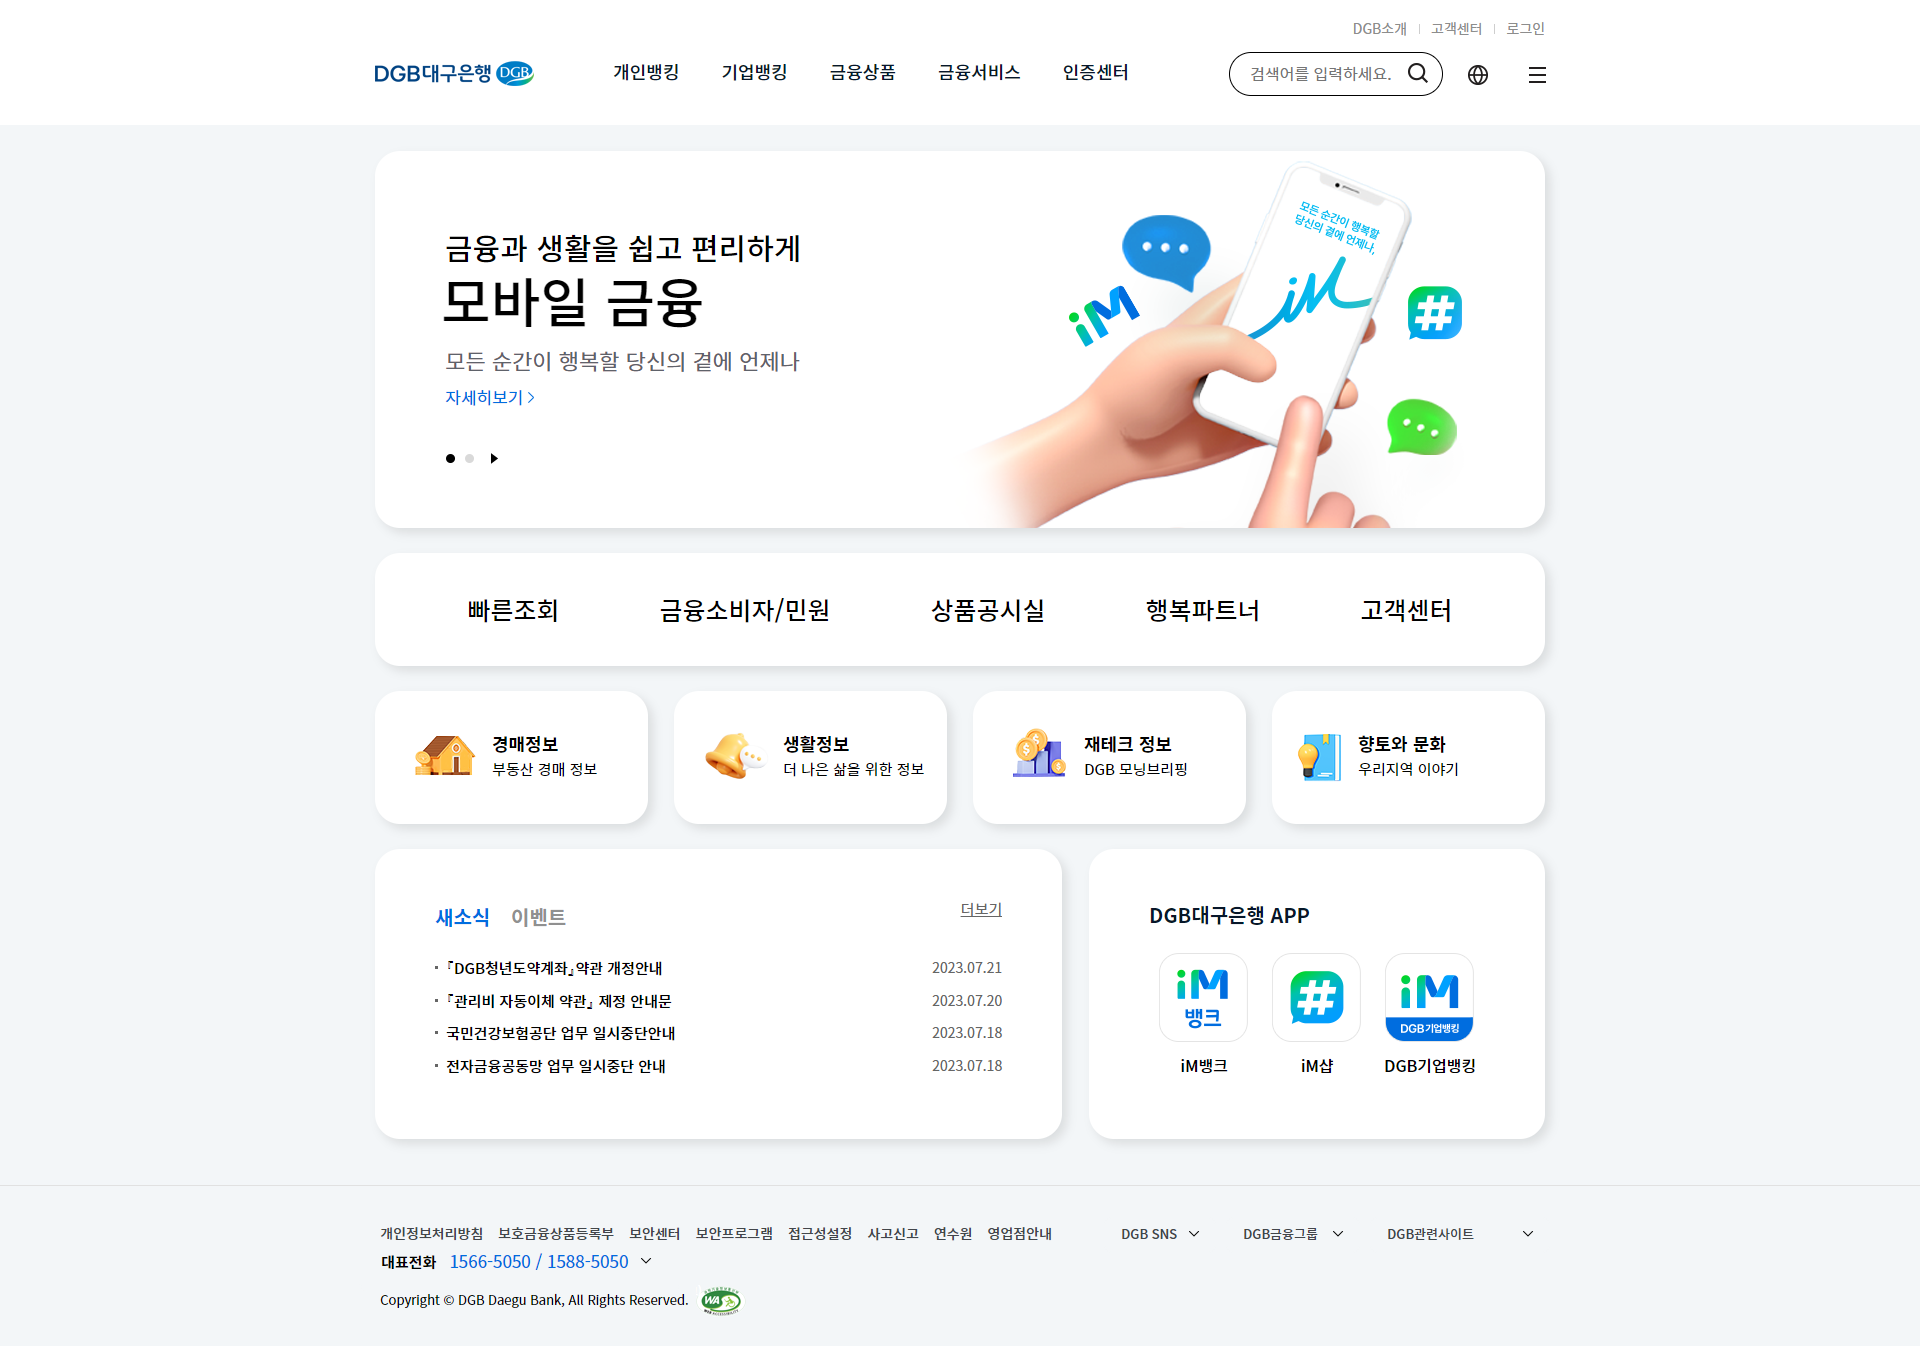 DGB소개
고객센터
로그인
DGB대구은행 DGB
개인뱅킹
기업뱅킹
금융상품
금융서비스
인증센터
검색어를 입력하세요.
금융과 생활을 쉽고 편리하게
모바일 금융
모든 순간이 행복할 당신의 곁에 언제나
자세히보기
모든 순간이 행복할
당신의 곁에 언제나,
iM
iM
#
빠른조회
금융소비자/민원
상품공시실
행복파트너
고객센터
경매정보
부동산 경매 정보
생활정보
더 나은 삶을 위한 정보
재테크 정보
DGB 모닝브리핑
향토와 문화
우리지역 이야기
새소식
이벤트
더보기
『DGB청년도약계좌』약관 개정안내 2023.07.21
『관리비 자동이체 약관』 제정 안내문 2023.07.20
국민건강보험공단 업무 일시중단안내 2023.07.18
전자금융공동망 업무 일시중단 안내 2023.07.18
DGB대구은행 APP
iM
뱅크
#
iM
DGB기업뱅킹
iM뱅크
iM샵
DGB기업뱅킹
개인정보처리방침 보호금융상품등록부 보안센터 보안프로그램 접근성설정 사고신고 연수원 영업점안내
DGB SNS
DGB금융그룹
DGB관련사이트
대표전화 1566-5050 / 1588-5050
Copyright © DGB Daegu Bank, All Rights Reserved.
WA